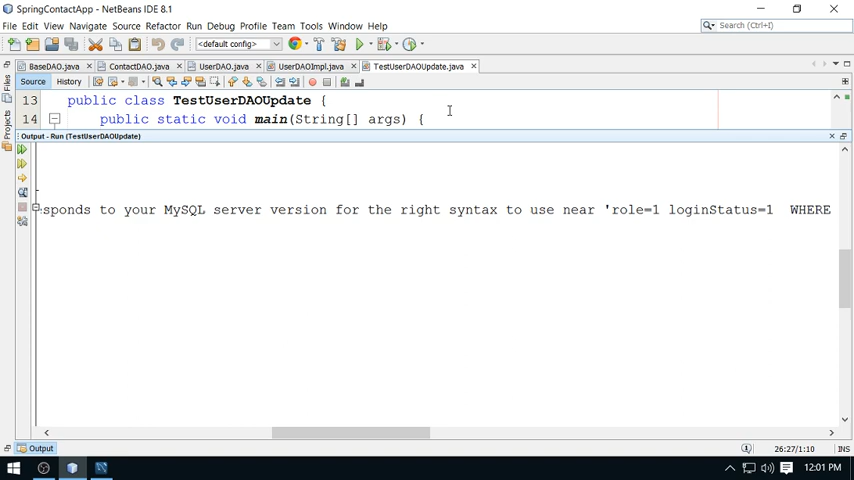 SpringContactApp - NetBeans IDE 8.1
File Edit View Navigate Source Refactor Run Debug Profile Team Tools Window Help
Search (Ctrl+I)
<default config>
BaseDAO.java ContactDAO.java UserDAO.java UserDAOImpl.java TestUserDAOUpdate.java
Source History
Files
Projects
13 public class TestUserDAOUpdate {
14 public static void main(String[] args) {
Output - Run (TestUserDAOUpdate)
sponds to your MySQL server version for the right syntax to use near 'role=1 loginStatus=1 WHERE
Output
1
26:27/1:10
INS
12:01 PM